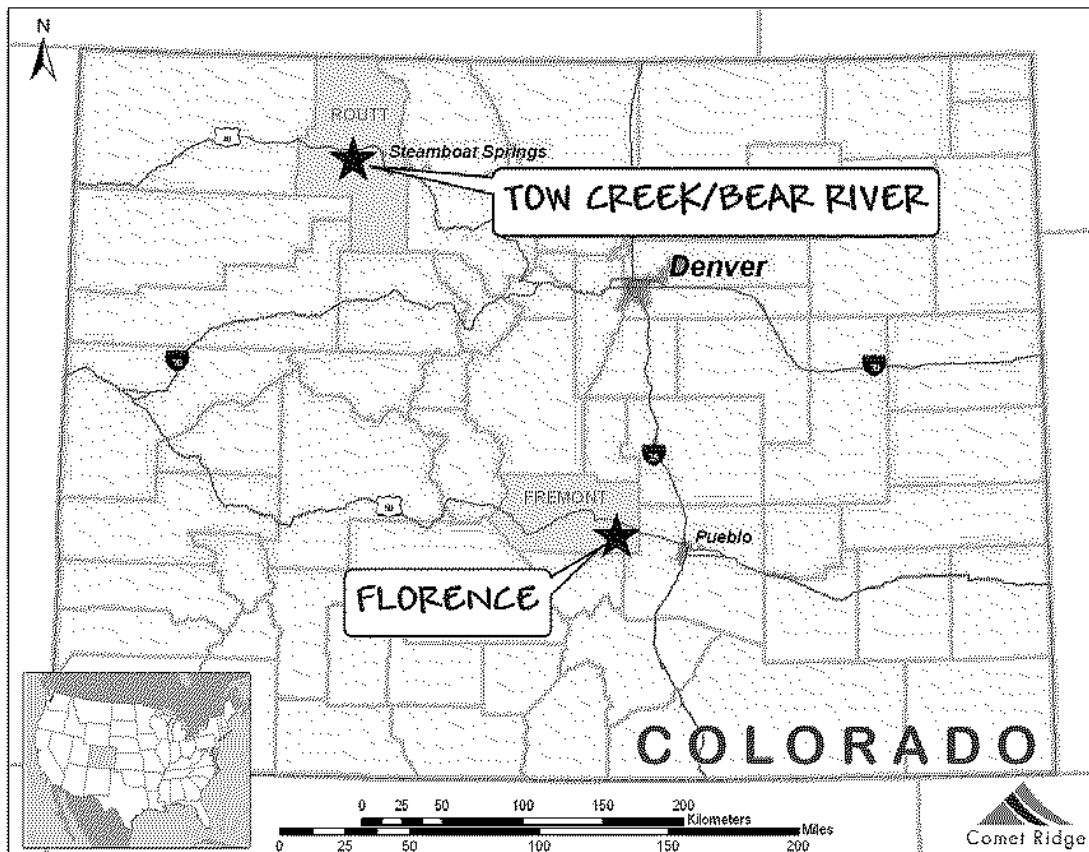 N
ROUTT
Steamboat Springs
TOW CREEK/BEAR RIVER
Denver
FREMONT
Pueblo
FLORENCE
COLORADO
0 25 50 100 150 200
Kilometers
Miles
0 25 50 100 150 200
Comet Ridge